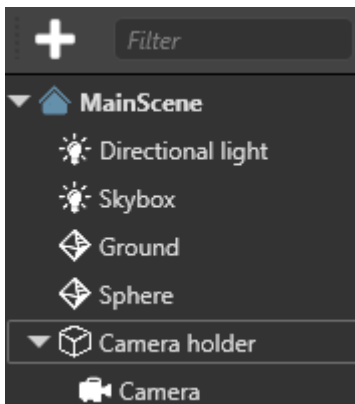 Filter
MainScene
Directional light
Skybox
Ground
Sphere
Camera holder
Camera